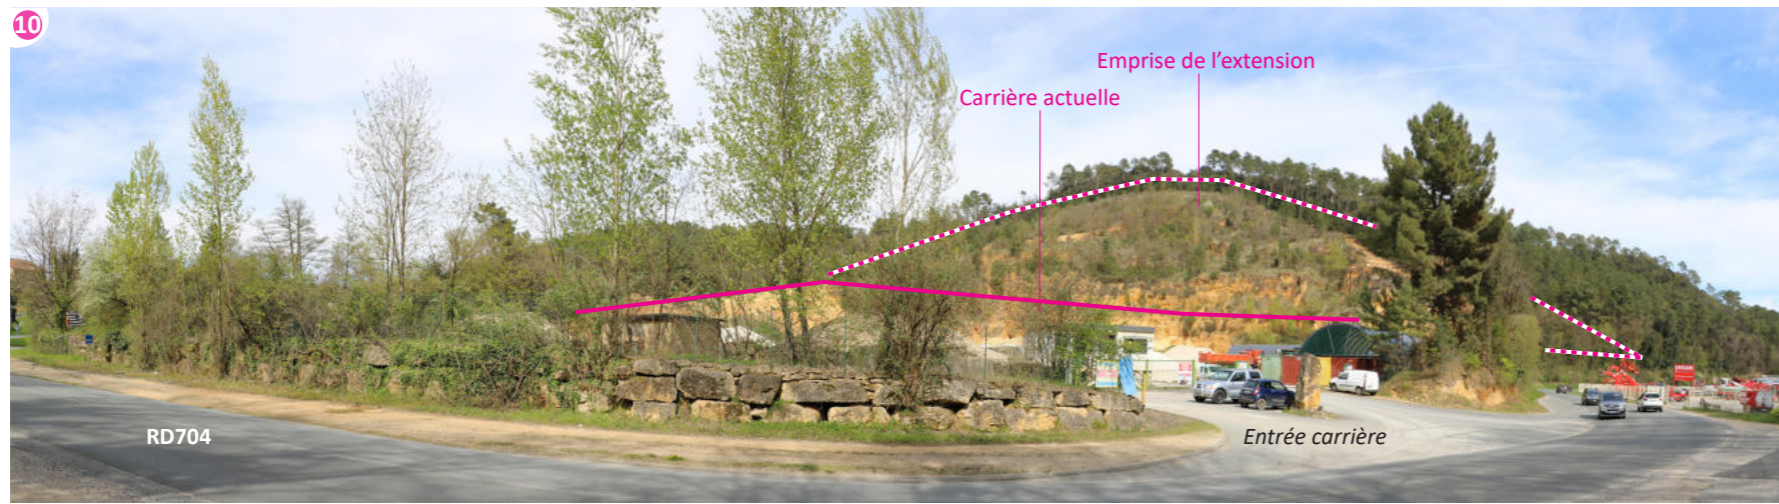 10
Emprise de l’extension
Carrière actuelle
RD704
Entrée carrière